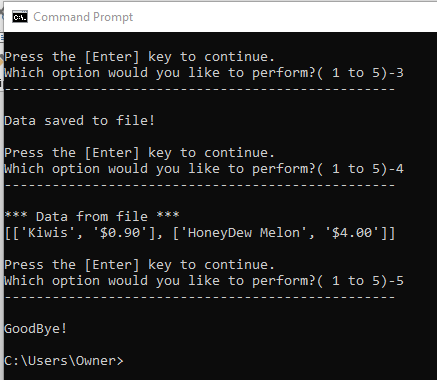 Command Prompt
Press the [Enter] key to continue.
Which option would you like to perform?( 1 to 5)-3
-------------------------------------------------
Data saved to file!
Press the [Enter] key to continue.
Which option would you like to perform?( 1 to 5)-4
-------------------------------------------------
*** Data from file ***
[['Kiwis', '$0.90'], ['HoneyDew Melon', '$4.00']]
Press the [Enter] key to continue.
Which option would you like to perform?( 1 to 5)-5
-------------------------------------------------
GoodBye!
C:\Users\Owner>